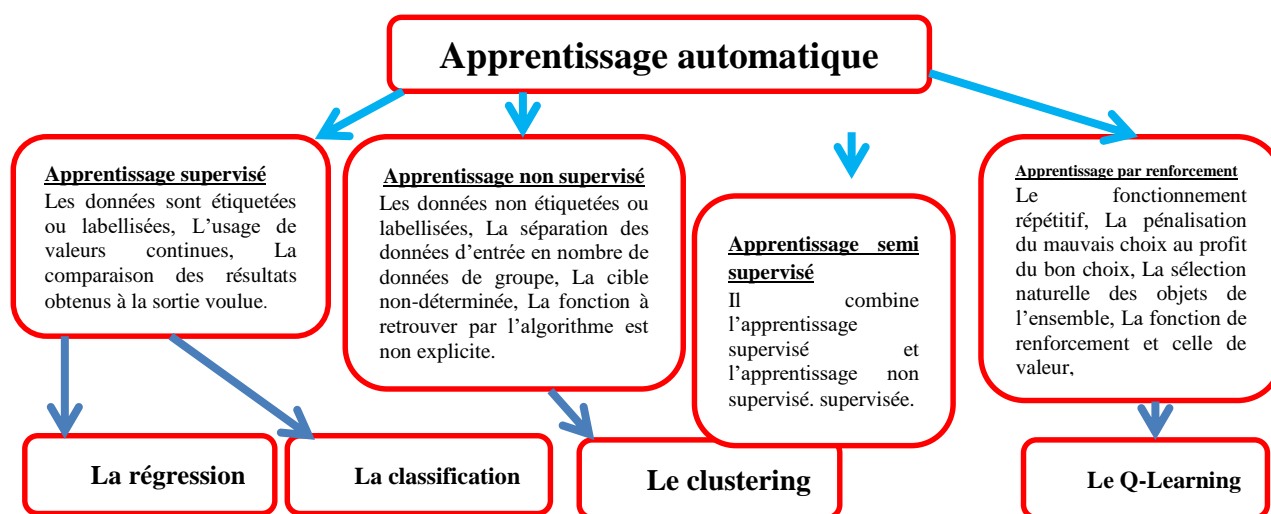 Apprentissage automatique
Apprentissage supervisé
Les données sont étiquetées
ou labellisées, L'usage de
valeurs continues, La
comparaison des résultats
obtenus à la sortie voulue.
Apprentissage non supervisé
Les données non étiquetées ou
labellisées, La séparation des
données d'entrée en nombre de
données de groupe, La cible
non-déterminée, La fonction à
retrouver par l'algorithme est
non explicite.
Apprentissage semi
supervisé
Il combine
l'apprentissage
supervisé et
l'apprentissage non
supervisé. supervisée.
Apprentissage par renforcement
Le fonctionnement
répétitif, La pénalisation
du mauvais choix au profit
du bon choix, La sélection
naturelle des objets de
l'ensemble, La fonction de
renforcement et celle de
valeur,
La régression
La classification
Le clustering
Le Q-Learning